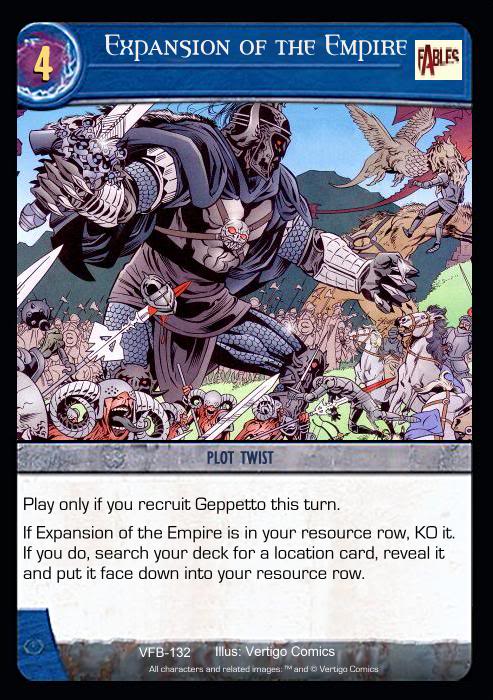 4
Expansion of the Empire
FABLES
PLOT TWIST
Play only if you recruit Geppetto this turn.
If Expansion of the Empire is in your resource row, KO it.
If you do, search your deck for a location card, reveal it
and put it face down into your resource row.
VFB-132 Illus: Vertigo Comics
All characters and related images: ™ and © Vertigo Comics